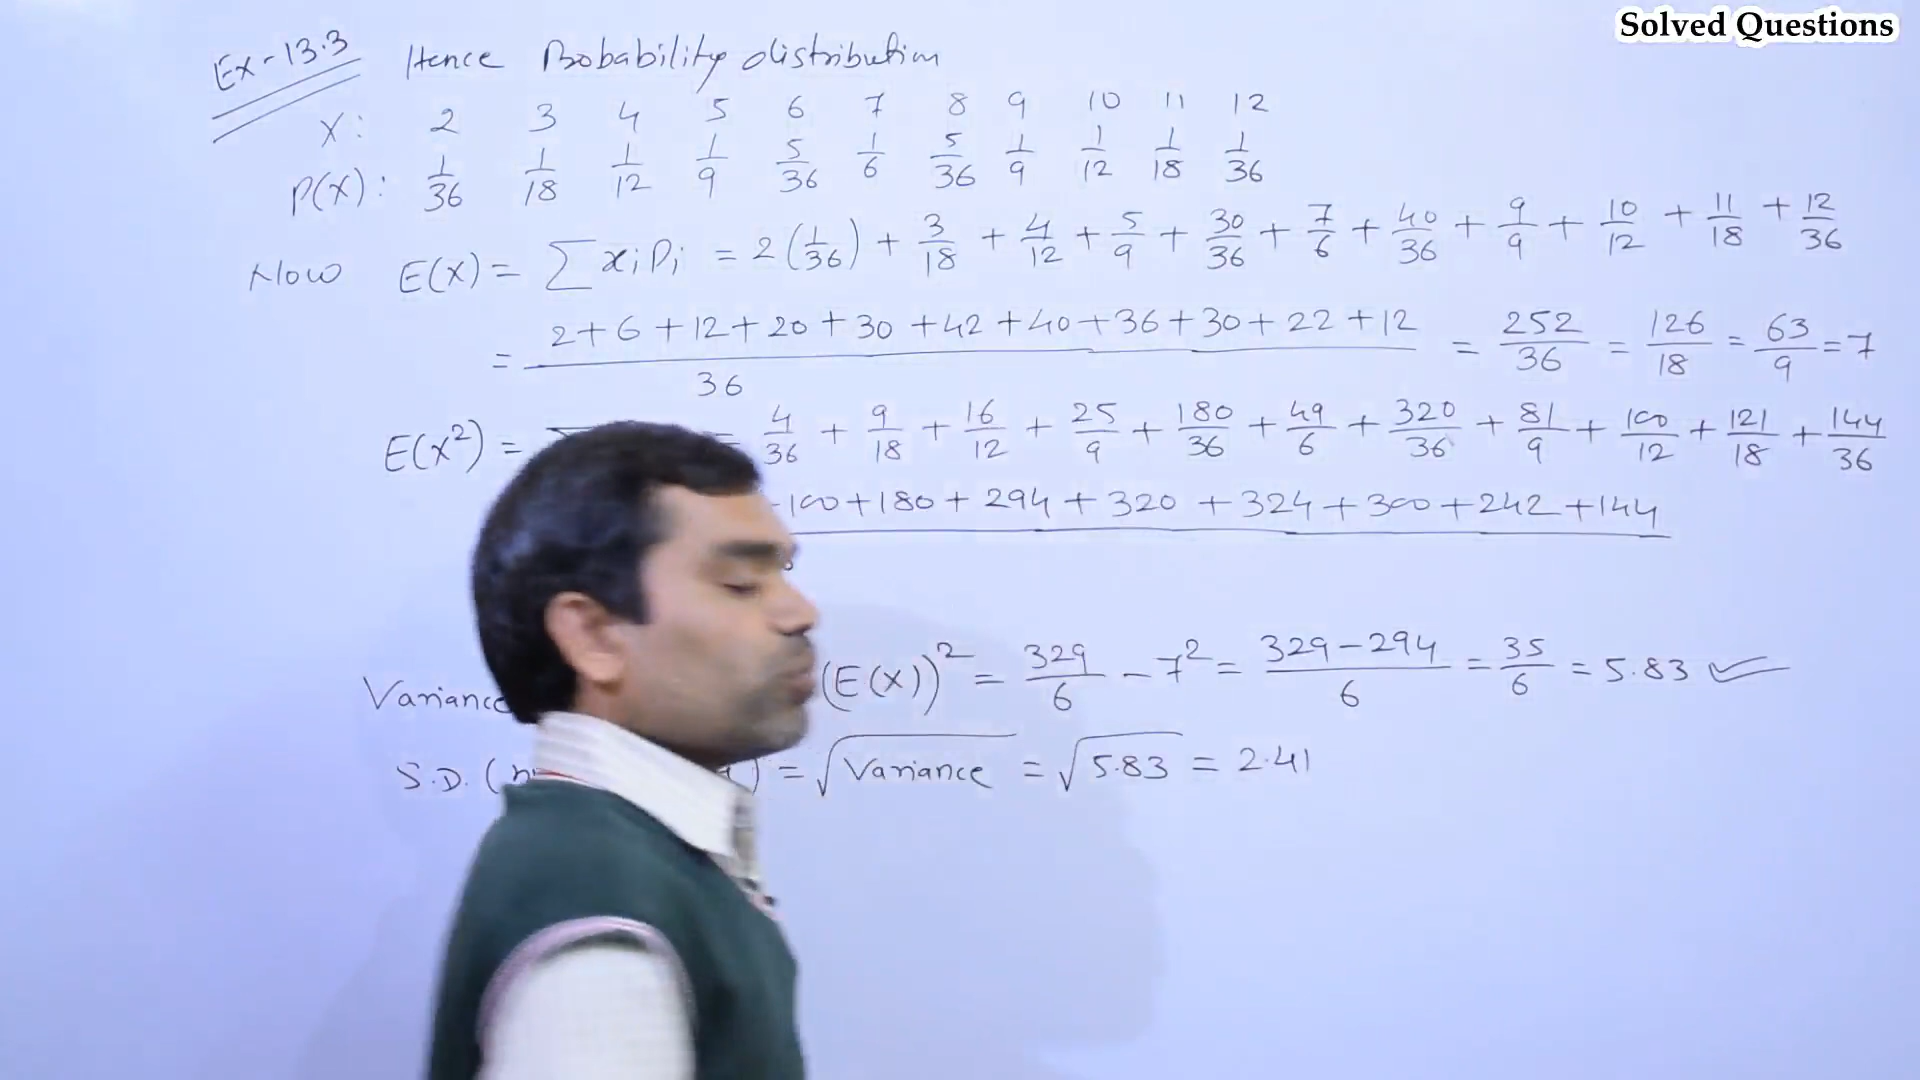 Solved Questions
Ex-13.3 Hence Probability distribution
X: 2 3 4 5 6 7 8 9 10 11 12
P(X): 1/36 1/18 1/12 1/9 5/36 1/6 5/36 1/9 1/12 1/18 1/36
Now E(X) = ∑ xiPi = 2(1/36) + 3/18 + 4/12 + 5/9 + 30/36 + 7/6 + 40/36 + 9/9 + 10/12 + 11/18 + 12/36
= (2+6+12+20+30+42+40+36+30+22+12)/36 = 252/36 = 126/18 = 63/9 = 7
E(X²) = = 4/36 + 9/18 + 16/12 + 25/9 + 180/36 + 49/6 + 320/36 + 81/9 + 100/12 + 121/18 + 144/36
100+180+294+320+324+300+242+144
Variance (E(X))² = 329/6 - 7² = (329-294)/6 = 35/6 = 5.83 ✓
S.D. ( ) = √Variance = √5.83 = 2.41